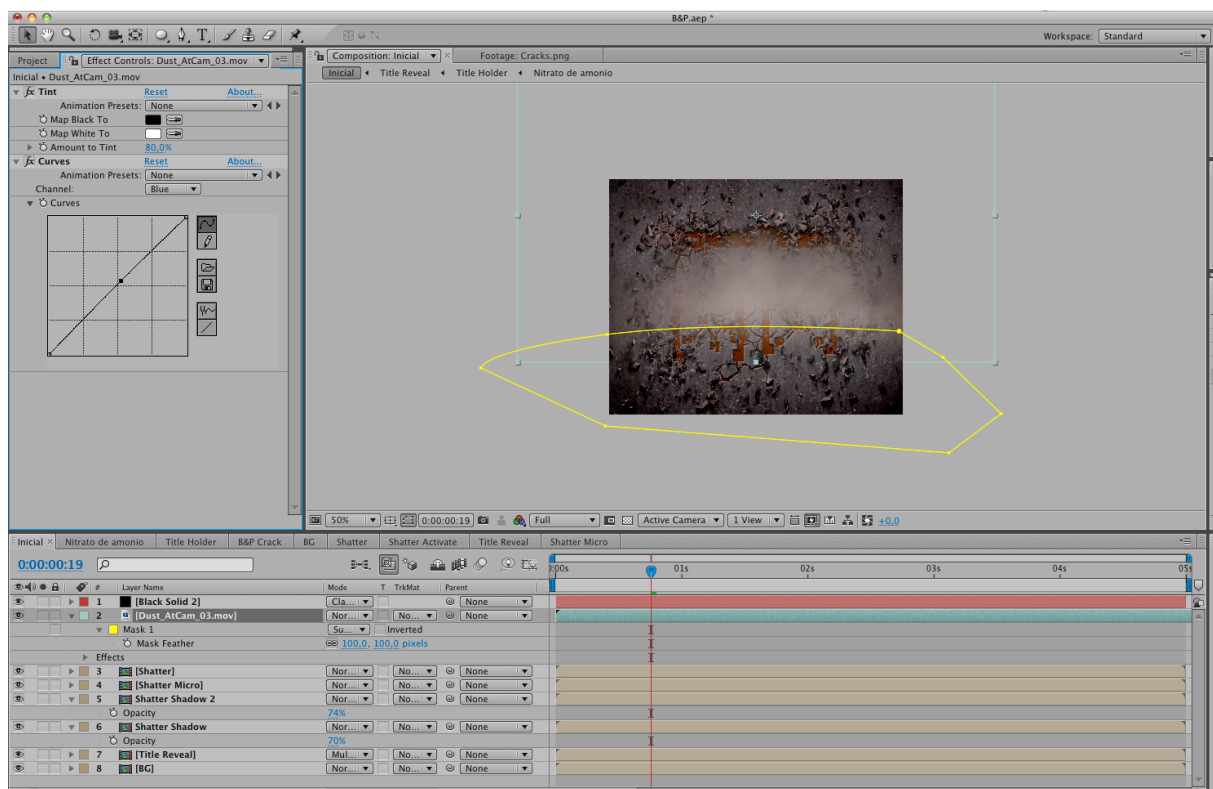 B&P.aep *
Workspace: Standard
Project Effect Controls: Dust_AtCam_03.mov
Composition: Inicial Footage: Cracks.png
Inicial • Dust_AtCam_03.mov
Inicial Title Reveal Title Holder Nitrato de amonio
fx Tint Reset About...
Animation Presets: None
Map Black To
Map White To
Amount to Tint 80,0%
fx Curves Reset About...
Animation Presets: None
Channel: Blue
Curves
50% 0:00:00:19 Full Active Camera 1 View +0,0
Inicial × Nitrato de amonio Title Holder B&P Crack BG Shatter Shatter Activate Title Reveal Shatter Micro
0:00:00:19
):00s 01s 02s 03s 04s 05s
# Layer Name Mode T TrkMat Parent
1 [Black Solid 2] Cla... None
2 [Dust_AtCam_03.mov] Nor... No... None
Mask 1 Su... Inverted
Mask Feather 100,0, 100,0 pixels
Effects
3 [Shatter] Nor... No... None
4 [Shatter Micro] Nor... No... None
5 Shatter Shadow 2 Nor... No... None
Opacity 74%
6 Shatter Shadow Nor... No... None
Opacity 70%
7 [Title Reveal] Mul... No... None
8 [BG] Nor... No... None